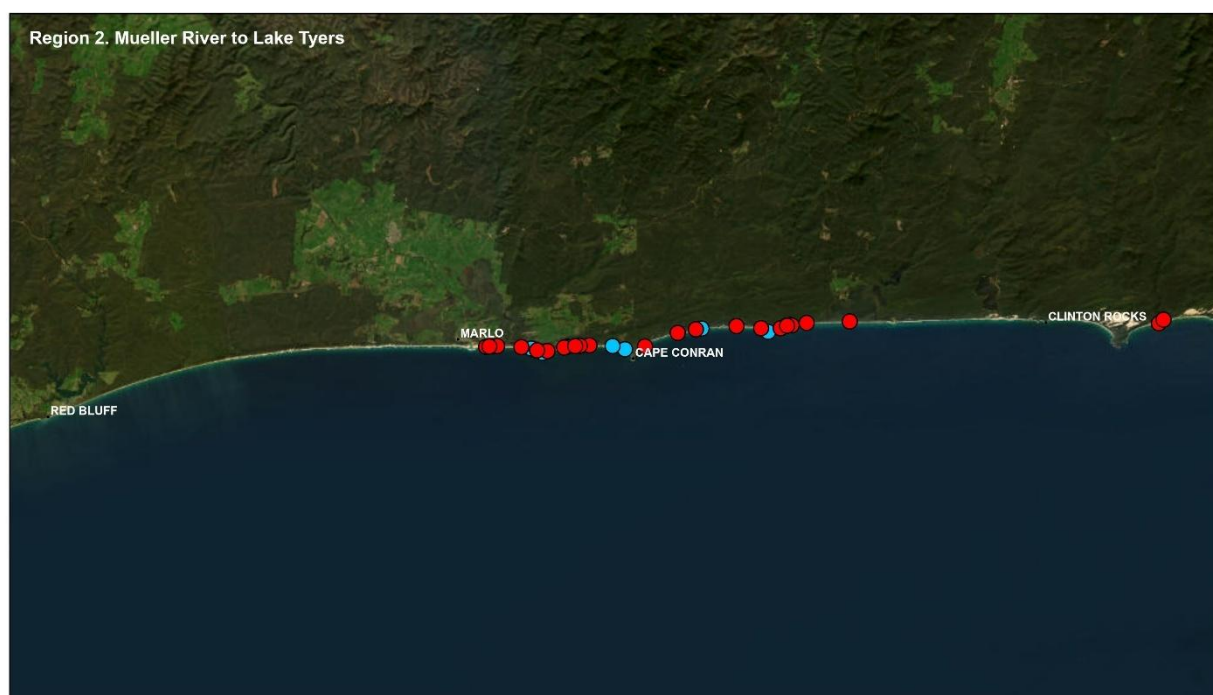 Region 2. Mueller River to Lake Tyers
CLINTON ROCKS
MARLO
CAPE CONRAN
RED BLUFF